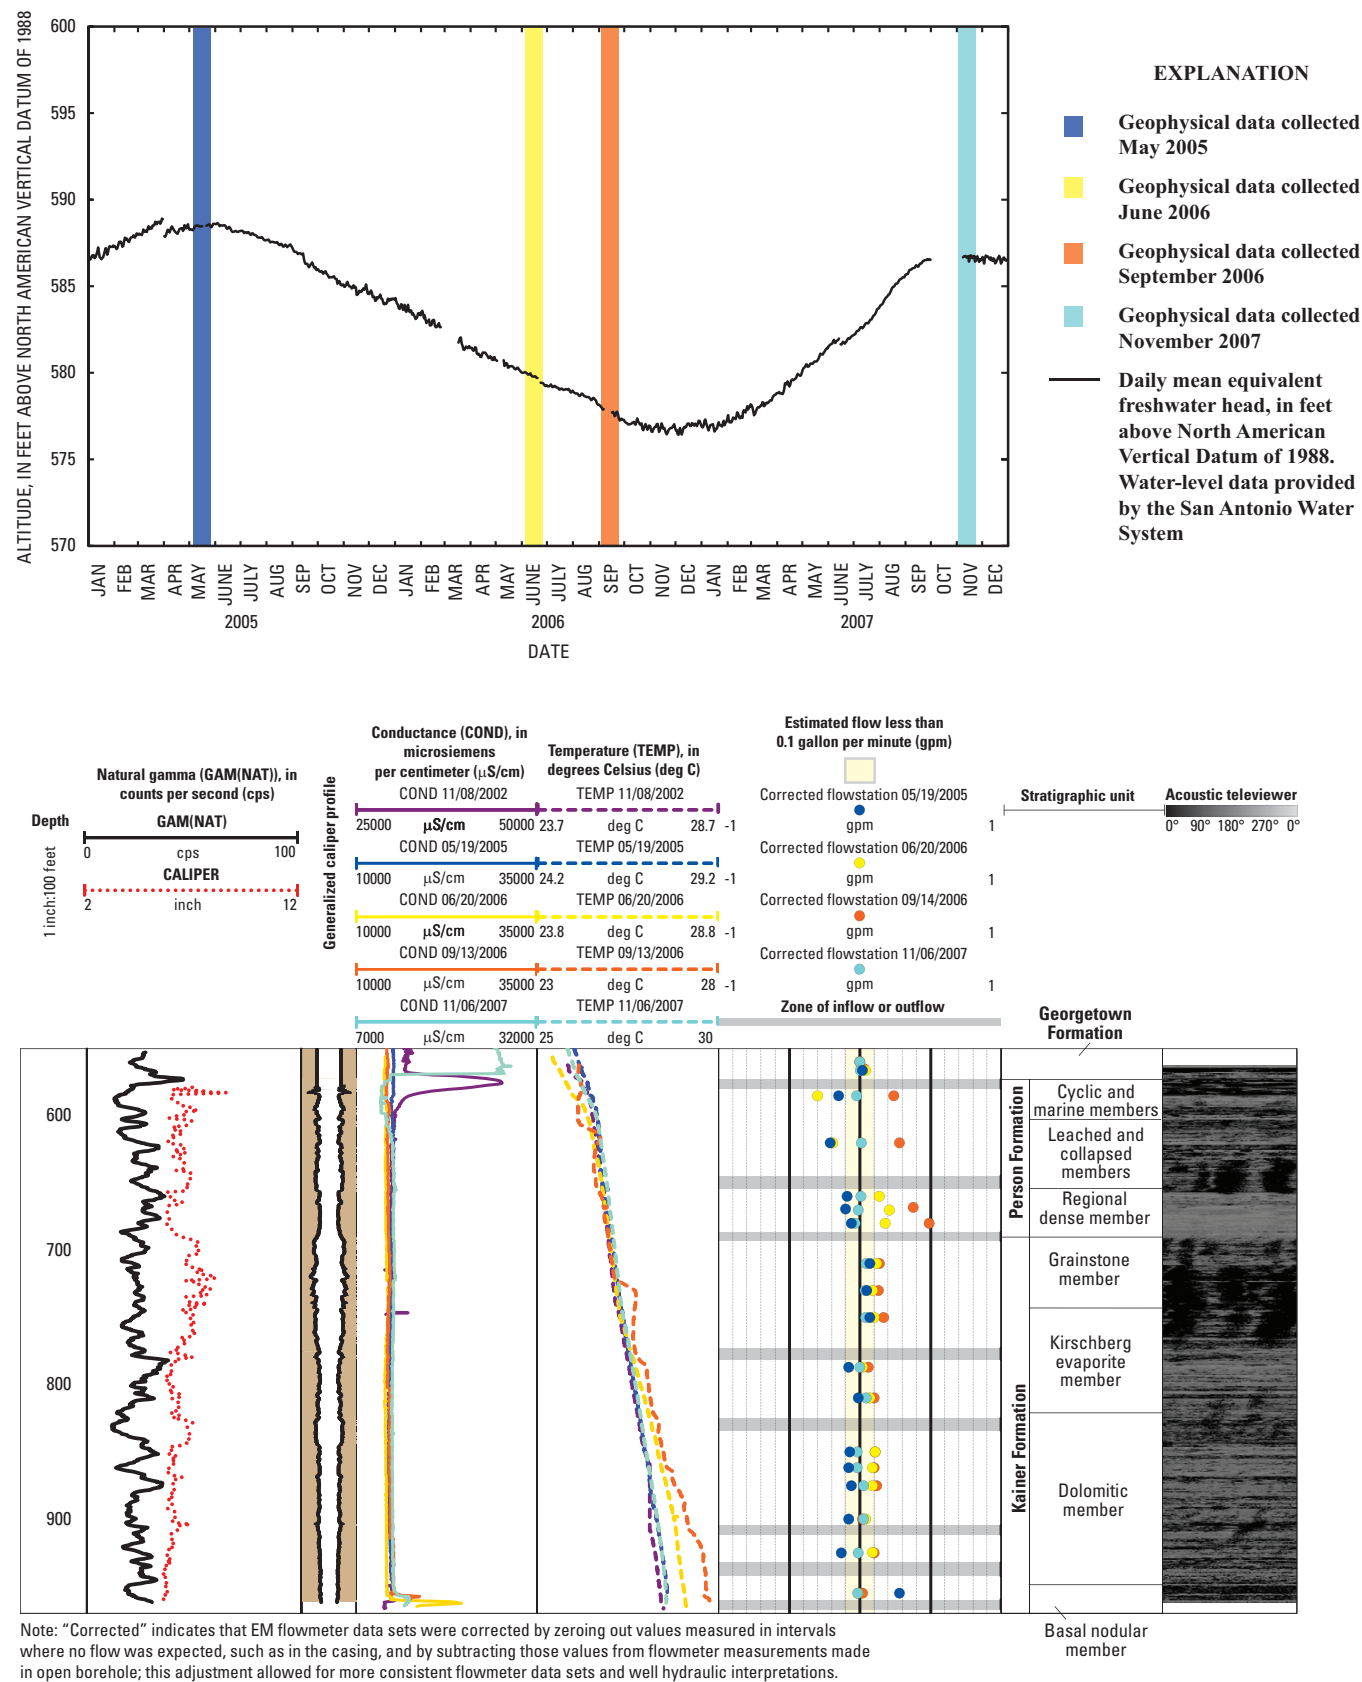 ALTITUDE, IN FEET ABOVE NORTH AMERICAN VERTICAL DATUM OF 1988
600
595
590
585
580
575
570
JAN
FEB
MAR
APR
MAY
JUNE
JULY
AUG
SEP
OCT
NOV
DEC
JAN
FEB
MAR
APR
MAY
JUNE
JULY
AUG
SEP
OCT
NOV
DEC
JAN
FEB
MAR
APR
MAY
JUNE
JULY
AUG
SEP
OCT
NOV
DEC
2005
2006
2007
DATE
EXPLANATION
Geophysical data collected
May 2005
Geophysical data collected
June 2006
Geophysical data collected
September 2006
Geophysical data collected
November 2007
Daily mean equivalent
freshwater head, in feet
above North American
Vertical Datum of 1988.
Water-level data provided
by the San Antonio Water
System
Depth
1 inch:100 feet
Natural gamma (GAM(NAT)), in
counts per second (cps)
GAM(NAT)
0 cps 100
CALIPER
2 inch 12
Generalized caliper profile
Conductance (COND), in
microsiemens
per centimeter (µS/cm)
COND 11/08/2002
25000 µS/cm 50000
COND 05/19/2005
10000 µS/cm 35000
COND 06/20/2006
10000 µS/cm 35000
COND 09/13/2006
10000 µS/cm 35000
COND 11/06/2007
7000 µS/cm 32000
Temperature (TEMP), in
degrees Celsius (deg C)
TEMP 11/08/2002
23.7 deg C 28.7
TEMP 05/19/2005
24.2 deg C 29.2
TEMP 06/20/2006
23.8 deg C 28.8
TEMP 09/13/2006
23 deg C 28
TEMP 11/06/2007
25 deg C 30
Estimated flow less than
0.1 gallon per minute (gpm)
Corrected flowstation 05/19/2005
-1 gpm 1
Corrected flowstation 06/20/2006
-1 gpm 1
Corrected flowstation 09/14/2006
-1 gpm 1
Corrected flowstation 11/06/2007
-1 gpm 1
Zone of inflow or outflow
Stratigraphic unit
Acoustic televiewer
0° 90° 180° 270° 0°
Georgetown
Formation
600
700
800
900
Person Formation
Cyclic and
marine members
Leached and
collapsed
members
Regional
dense member
Kainer Formation
Grainstone
member
Kirschberg
evaporite
member
Dolomitic
member
Basal nodular
member
Note: “Corrected” indicates that EM flowmeter data sets were corrected by zeroing out values measured in intervals
where no flow was expected, such as in the casing, and by subtracting those values from flowmeter measurements made
in open borehole; this adjustment allowed for more consistent flowmeter data sets and well hydraulic interpretations.